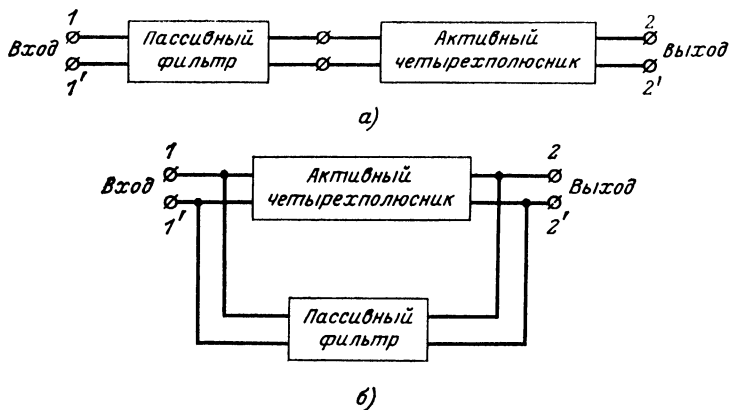 1
Вход
1'
Пассивный
фильтр
Активный
четырехполюсник
2
Выход
2'
а)
1
Вход
1'
Активный
четырехполюсник
2
Выход
2'
Пассивный
фильтр
б)